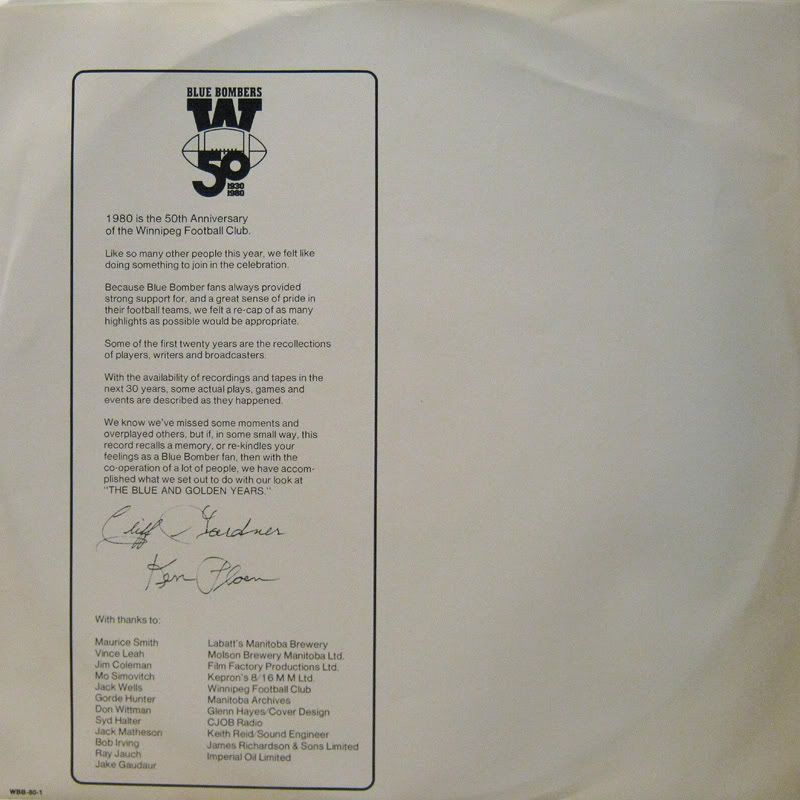 BLUE BOMBERS
W
50
1930
1980
1980 is the 50th Anniversary
of the Winnipeg Football Club.
Like so many other people this year, we felt like
doing something to join in the celebration.
Because Blue Bomber fans always provided
strong support for, and a great sense of pride in
their football teams, we felt a re-cap of as many
highlights as possible would be appropriate.
Some of the first twenty years are the recollections
of players, writers and broadcasters.
With the availability of recordings and tapes in the
next 30 years, some actual plays, games and
events are described as they happened.
We know we've missed some moments and
overplayed others, but if, in some small way, this
record recalls a memory, or re-kindles your
feelings as a Blue Bomber fan, then with the
co-operation of a lot of people, we have accom-
plished what we set out to do with our look at
"THE BLUE AND GOLDEN YEARS."
Cliff Gardner
Ken Ploen
With thanks to:
Maurice Smith
Vince Leah
Jim Coleman
Mo Simovitch
Jack Wells
Gorde Hunter
Don Wittman
Syd Halter
Jack Matheson
Bob Irving
Ray Jauch
Jake Gaudaur
Labatt's Manitoba Brewery
Molson Brewery Manitoba Ltd.
Film Factory Productions Ltd.
Kepron's 8/16 M M Ltd.
Winnipeg Football Club
Manitoba Archives
Glenn Hayes/Cover Design
CJOB Radio
Keith Reid/Sound Engineer
James Richardson & Sons Limited
Imperial Oil Limited
WBB-80-1